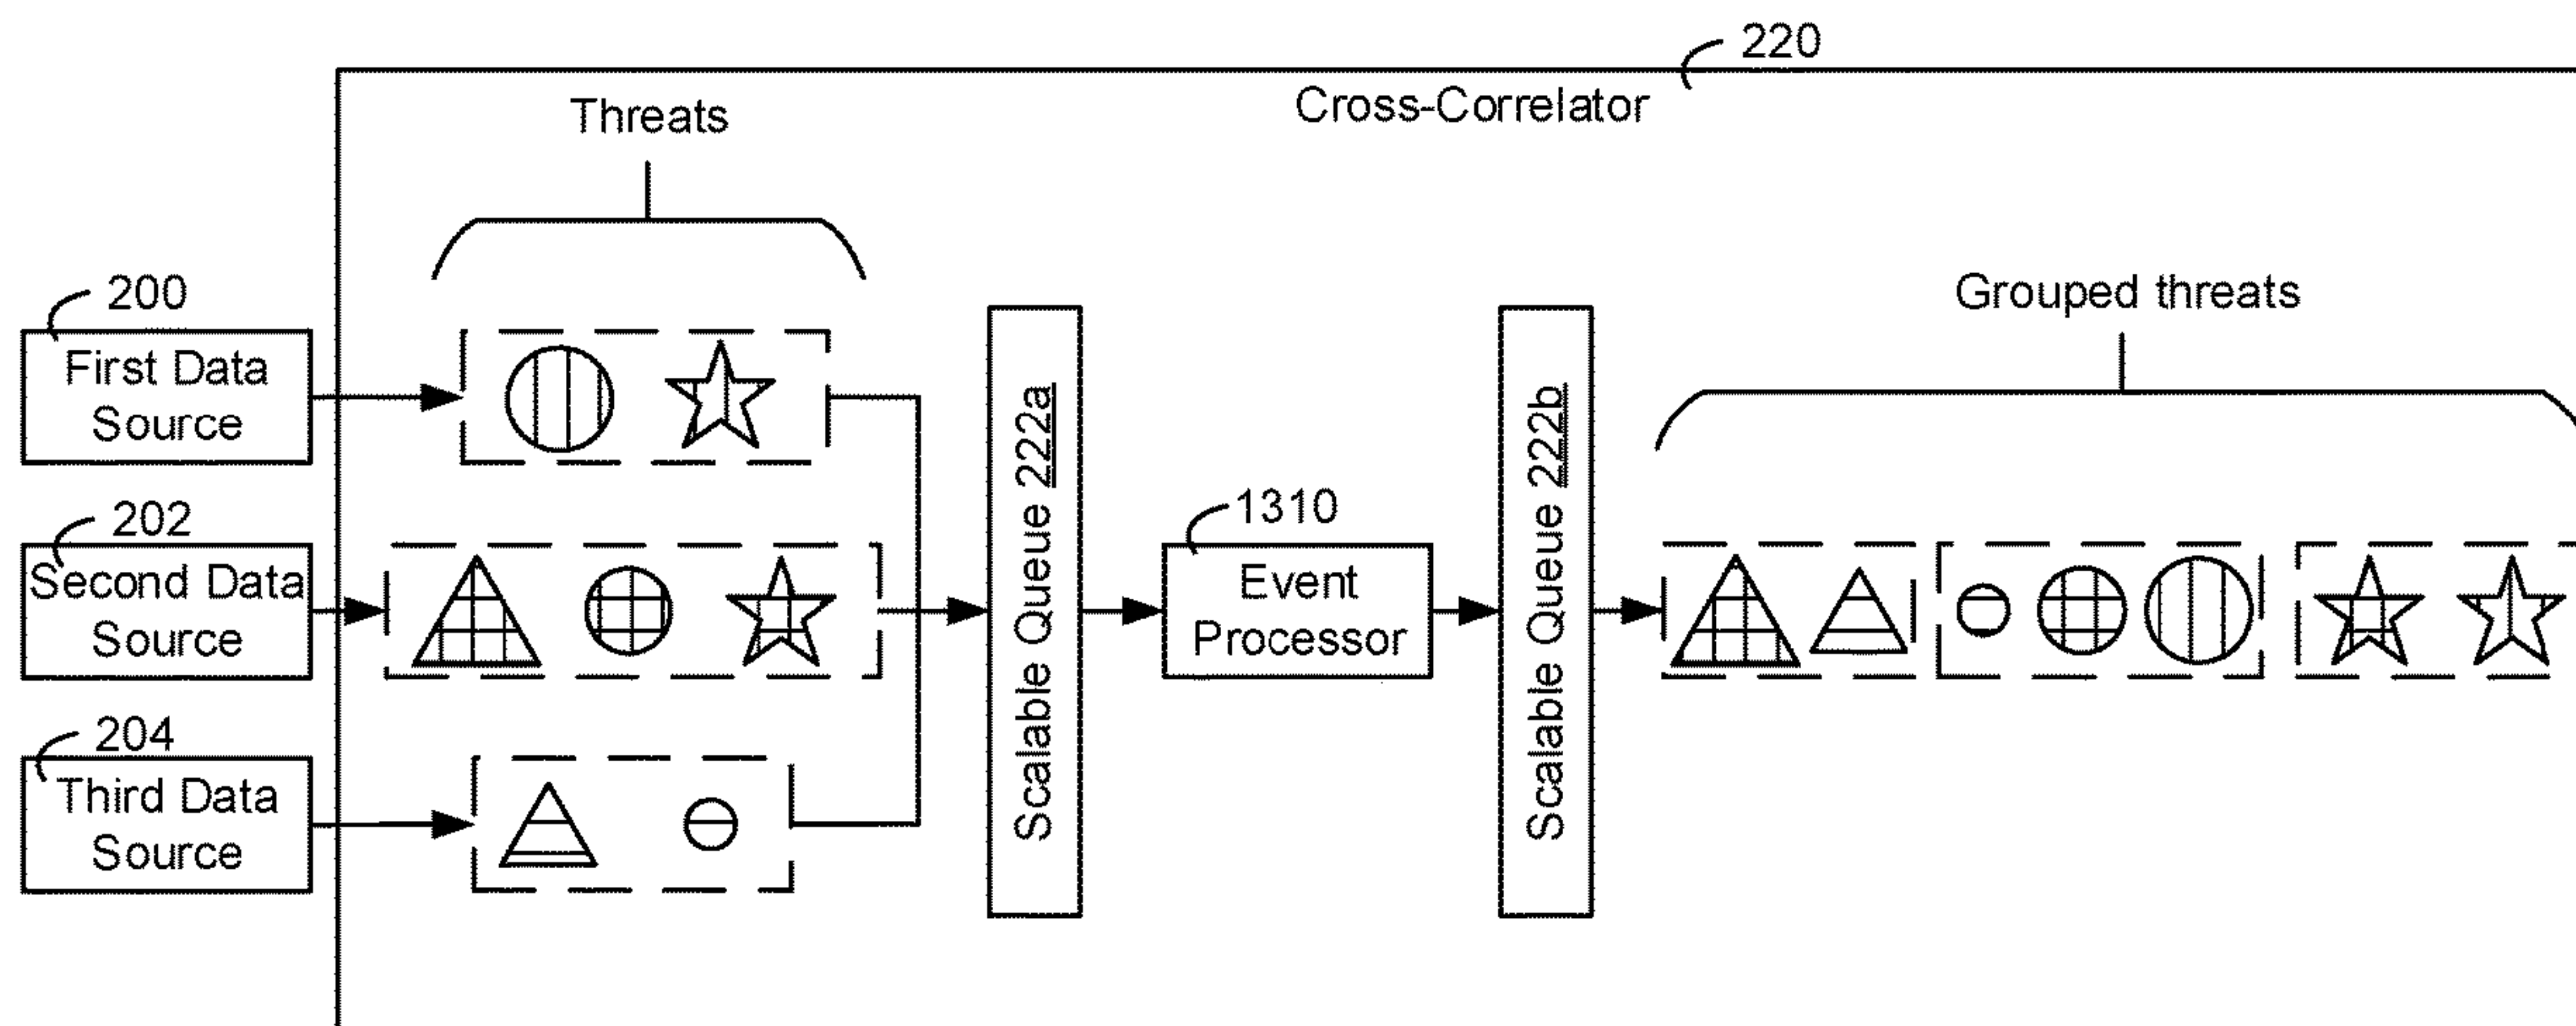 220
Cross-Correlator
Threats
200
First Data
Source
202
Second Data
Source
204
Third Data
Source
Scalable Queue 222a
1310
Event
Processor
Scalable Queue 222b
Grouped threats